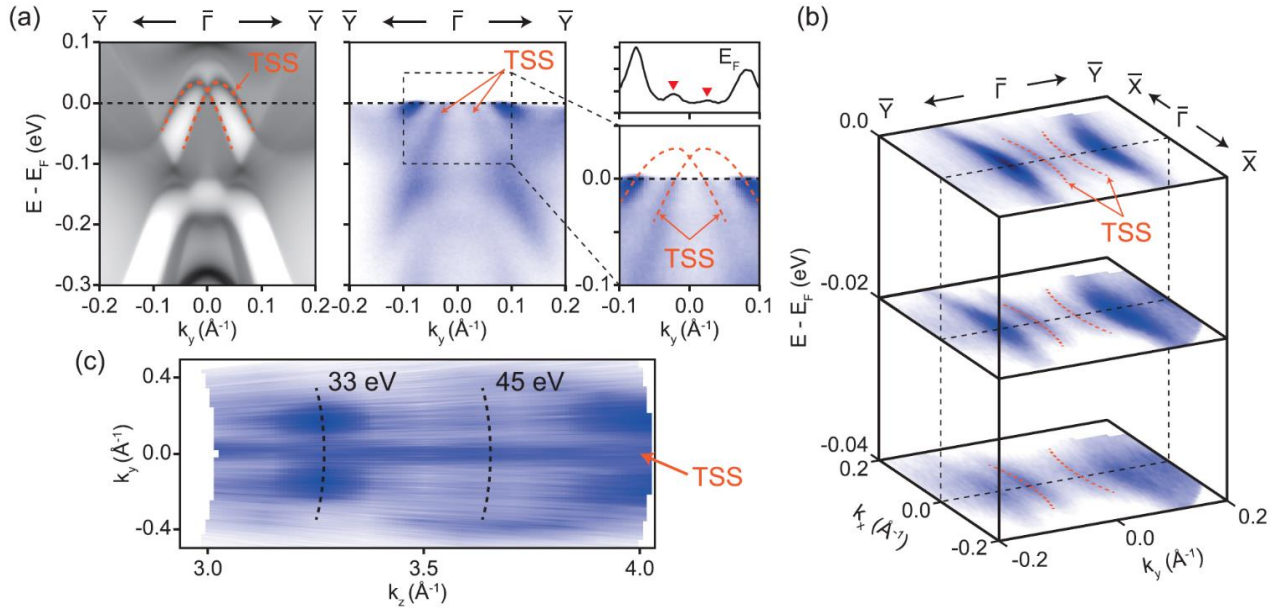 (a)
Y̅ ← Γ̅ → Y̅
Y̅ ← Γ̅ → Y̅
0.1
0.0
-0.1
-0.2
-0.3
E - E_F (eV)
TSS
-0.2 -0.1 0.0 0.1 0.2
k_y (Å⁻¹)
TSS
-0.2 -0.1 0.0 0.1 0.2
k_y (Å⁻¹)
E_F
0.0
TSS
-0.1
-0.1 0.0 0.1
k_y (Å⁻¹)
(b)
Y̅ ← Γ̅ → Y̅
X̅ Γ̅ X̅
0.0
-0.02
-0.04
E - E_F (eV)
TSS
0.2
0.0
-0.2
k_x (Å⁻¹)
-0.2
0.0
0.2
k_y (Å⁻¹)
(c)
0.4
0.0
-0.4
k_y (Å⁻¹)
33 eV 45 eV
TSS
3.0 3.5 4.0
k_z (Å⁻¹)